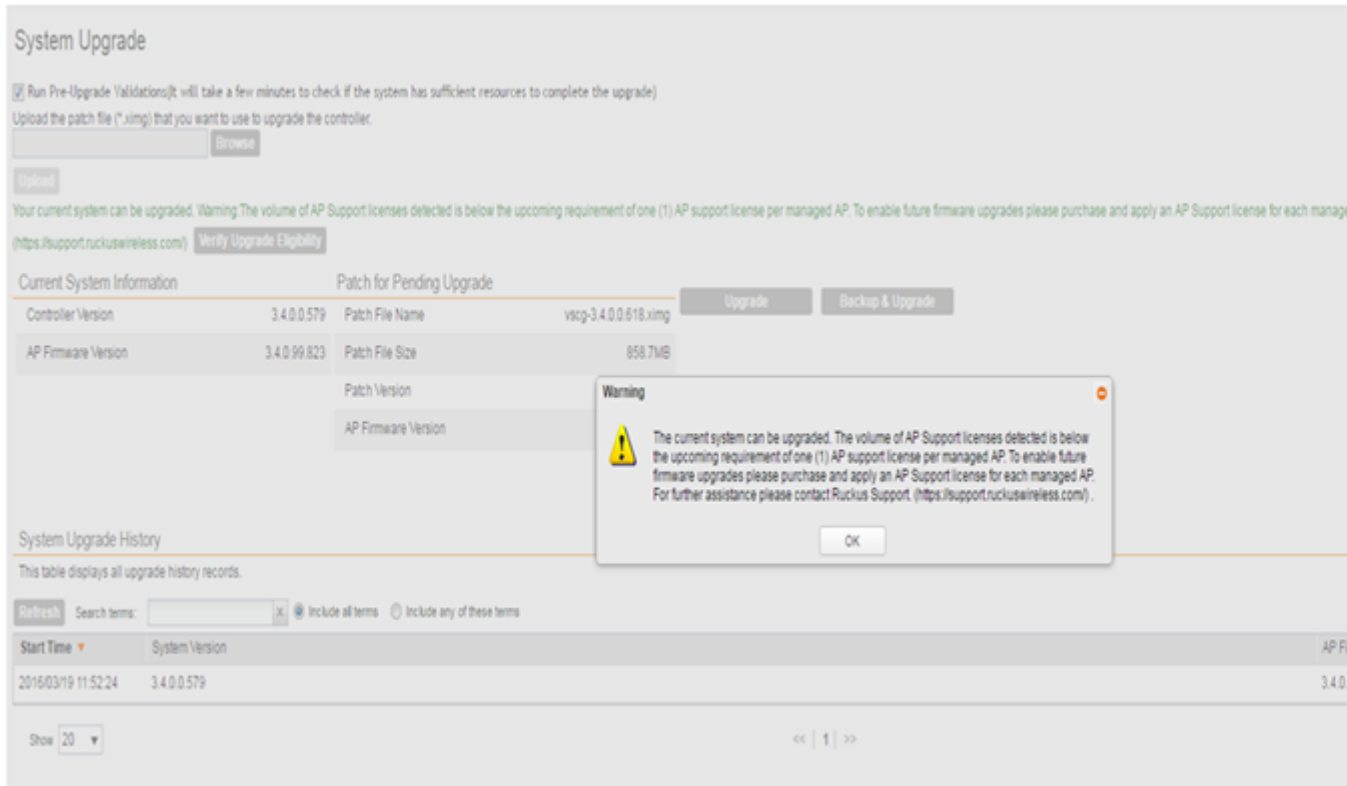 System Upgrade
Run Pre-Upgrade Validations(It will take a few minutes to check if the system has sufficient resources to complete the upgrade)
Upload the patch file (*.ximg) that you want to use to upgrade the controller.
Browse
Upload
Your current system can be upgraded. Warning:The volume of AP Support licenses detected is below the upcoming requirement of one (1) AP support license per managed AP. To enable future firmware upgrades please purchase and apply an AP Support license for each manage
(https://support.ruckuswireless.com/) Verify Upgrade Eligibility
Current System Information
Controller Version 3.4.0.0.579
AP Firmware Version 3.4.0.99.823
Patch for Pending Upgrade
Patch File Name vscg-3.4.0.0.618.ximg
Patch File Size 858.7MB
Patch Version
AP Firmware Version
Upgrade Backup & Upgrade
Warning
The current system can be upgraded. The volume of AP Support licenses detected is below
the upcoming requirement of one (1) AP support license per managed AP. To enable future
firmware upgrades please purchase and apply an AP Support license for each managed AP.
For further assistance please contact Ruckus Support. (https://support.ruckuswireless.com/) .
OK
System Upgrade History
This table displays all upgrade history records.
Refresh Search terms: x Include all terms Include any of these terms
Start Time ▼ System Version AP Fi
2016/03/19 11:52:24 3.4.0.0.579 3.4.0.
Show 20 ▼ << | 1 | >>